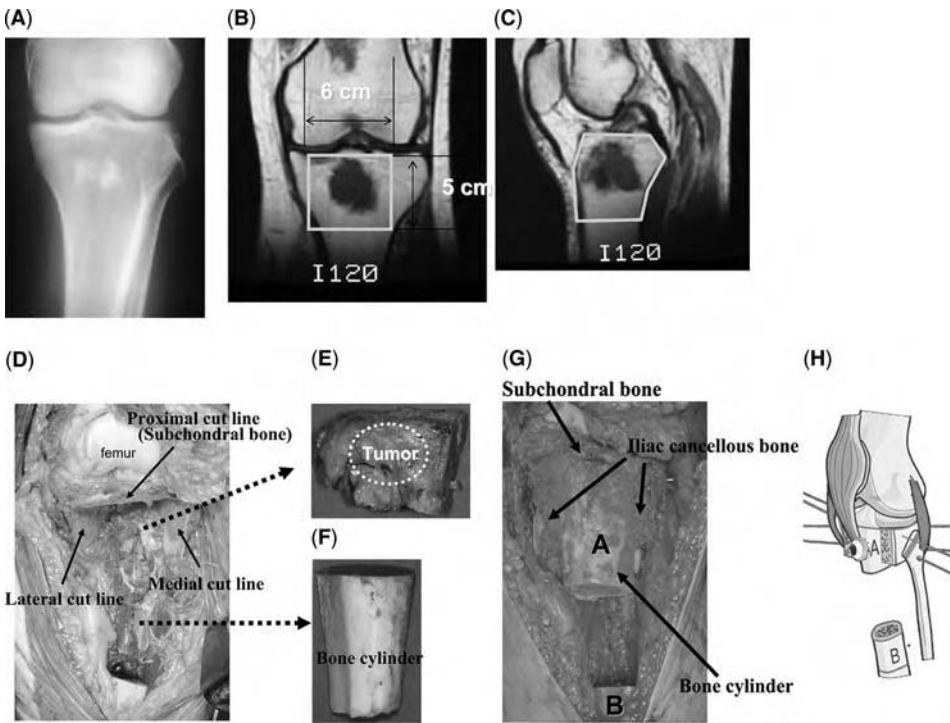 (A)
(B)
6 cm
5 cm
I120
(C)
I120
(D)
Proximal cut line
(Subchondral bone)
femur
Lateral cut line
Medial cut line
(E)
Tumor
(F)
Bone cylinder
(G)
Subchondral bone
Iliac cancellous bone
A
Bone cylinder
B
(H)
A
B